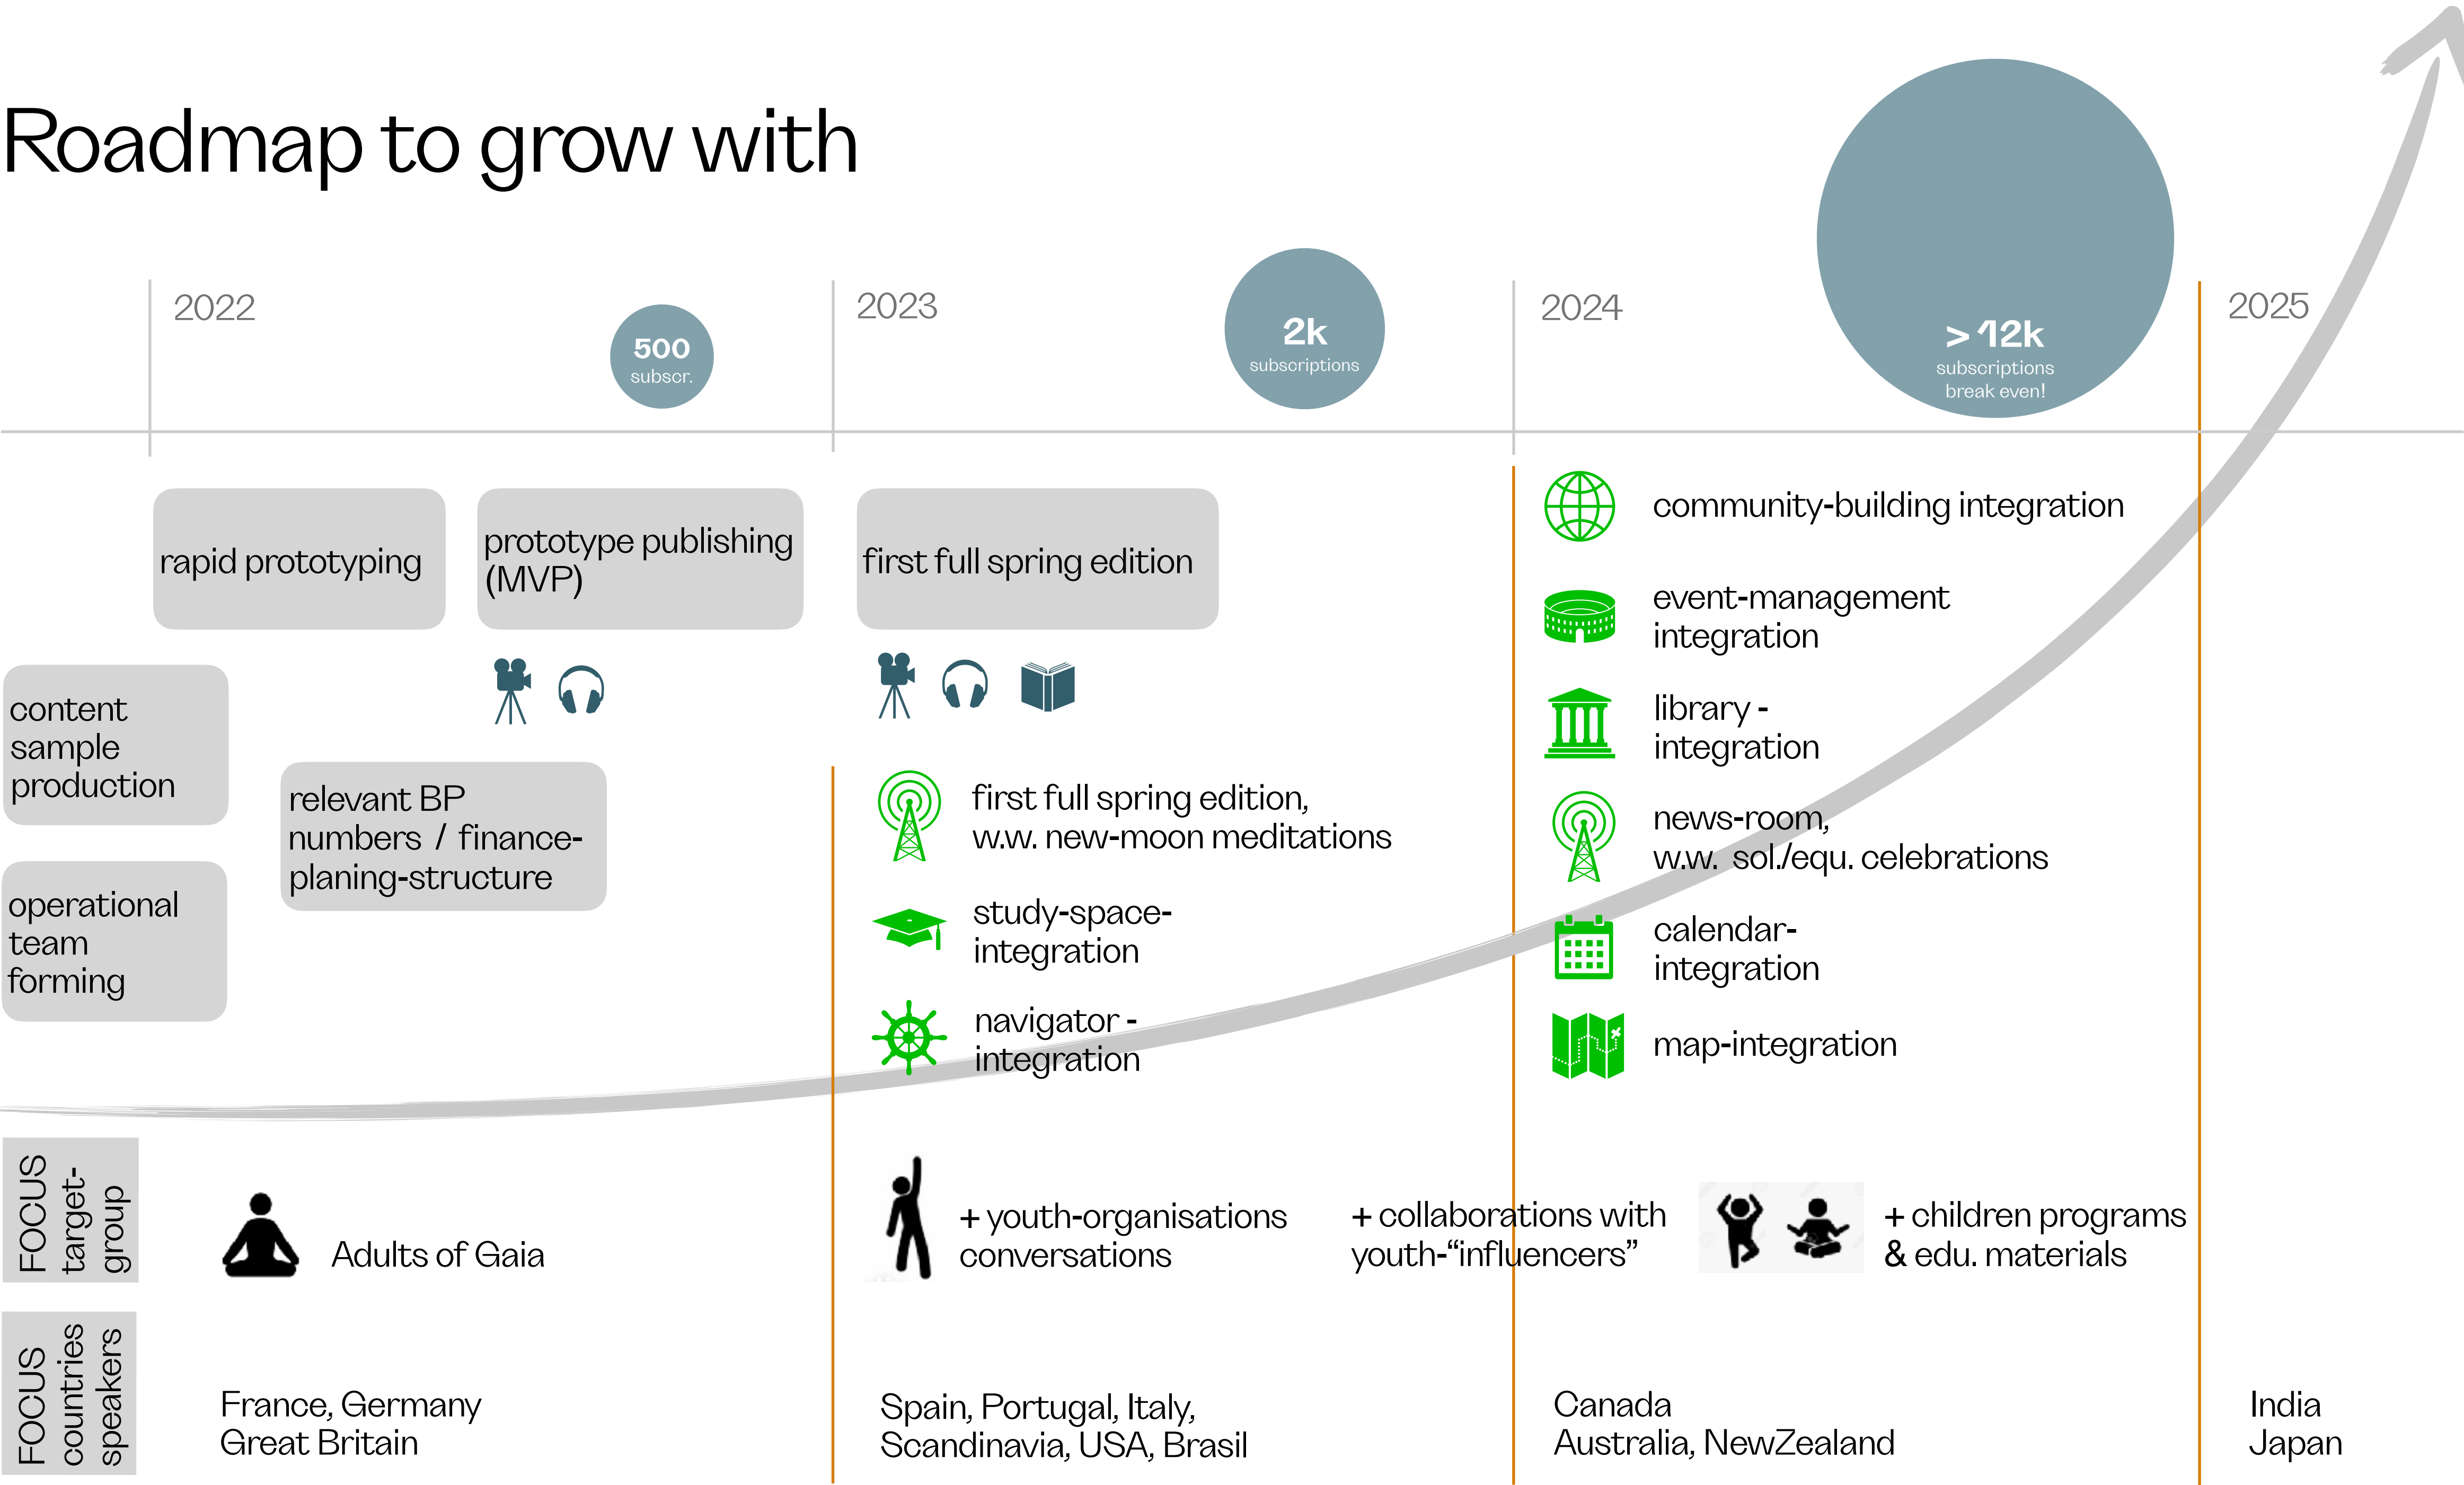 Roadmap to grow with
2022
500
subscr.
2023
2k
subscriptions
2024
> 12k
subscriptions
break even!
2025
content
sample
production
operational
team
forming
rapid prototyping
prototype publishing
(MVP)
relevant BP
numbers / finance-
planing-structure
first full spring edition
first full spring edition,
w.w. new-moon meditations
study-space-
integration
navigator -
integration
community-building integration
event-management
integration
library -
integration
news-room,
w.w. sol./equ. celebrations
calendar-
integration
map-integration
FOCUS
target-
group
Adults of Gaia
+ youth-organisations
conversations
+ collaborations with
youth-“influencers”
+ children programs
& edu. materials
FOCUS
countries
speakers
France, Germany
Great Britain
Spain, Portugal, Italy,
Scandinavia, USA, Brasil
Canada
Australia, NewZealand
India
Japan